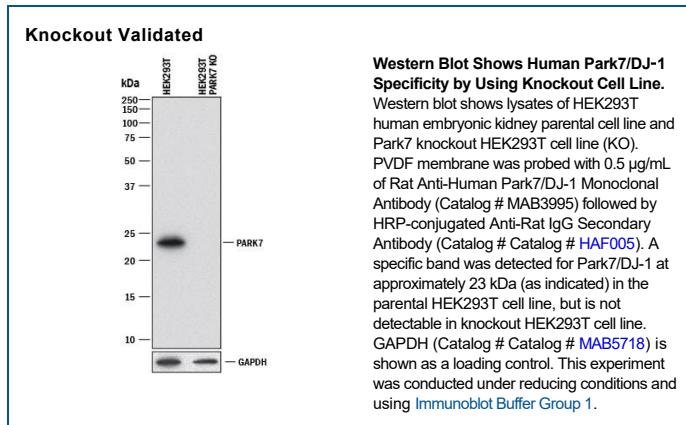 Knockout Validated
kDa
HEK293T
HEK293T
PARK7 KO
250
150
100
75
50
37
25
20
15
10
PARK7
GAPDH
Western Blot Shows Human Park7/DJ-1
Specificity by Using Knockout Cell Line.
Western blot shows lysates of HEK293T
human embryonic kidney parental cell line and
Park7 knockout HEK293T cell line (KO).
PVDF membrane was probed with 0.5 µg/mL
of Rat Anti-Human Park7/DJ-1 Monoclonal
Antibody (Catalog # MAB3995) followed by
HRP-conjugated Anti-Rat IgG Secondary
Antibody (Catalog # Catalog # HAF005). A
specific band was detected for Park7/DJ-1 at
approximately 23 kDa (as indicated) in the
parental HEK293T cell line, but is not
detectable in knockout HEK293T cell line.
GAPDH (Catalog # Catalog # MAB5718) is
shown as a loading control. This experiment
was conducted under reducing conditions and
using Immunoblot Buffer Group 1.